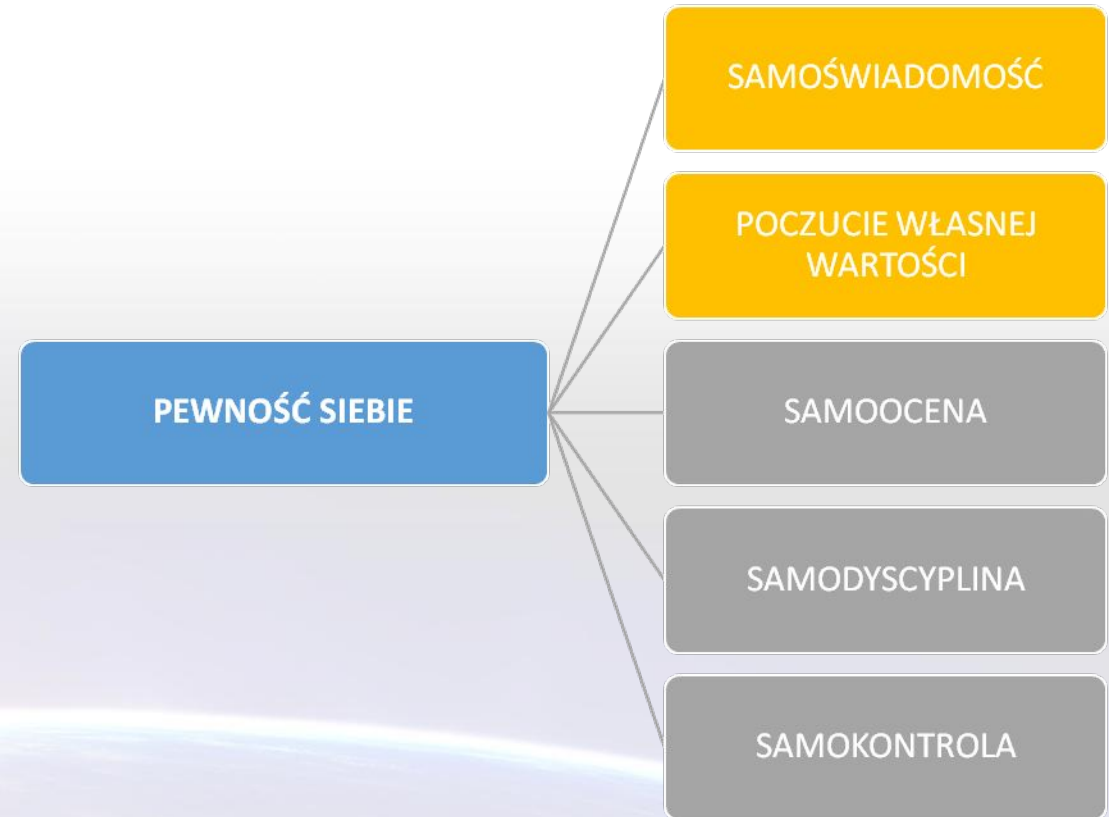 SAMOŚWIADOMOŚĆ
POCZUCIE WŁASNEJ
WARTOŚCI
PEWNOŚĆ SIEBIE
SAMOOCENA
SAMODYSCYPLINA
SAMOKONTROLA